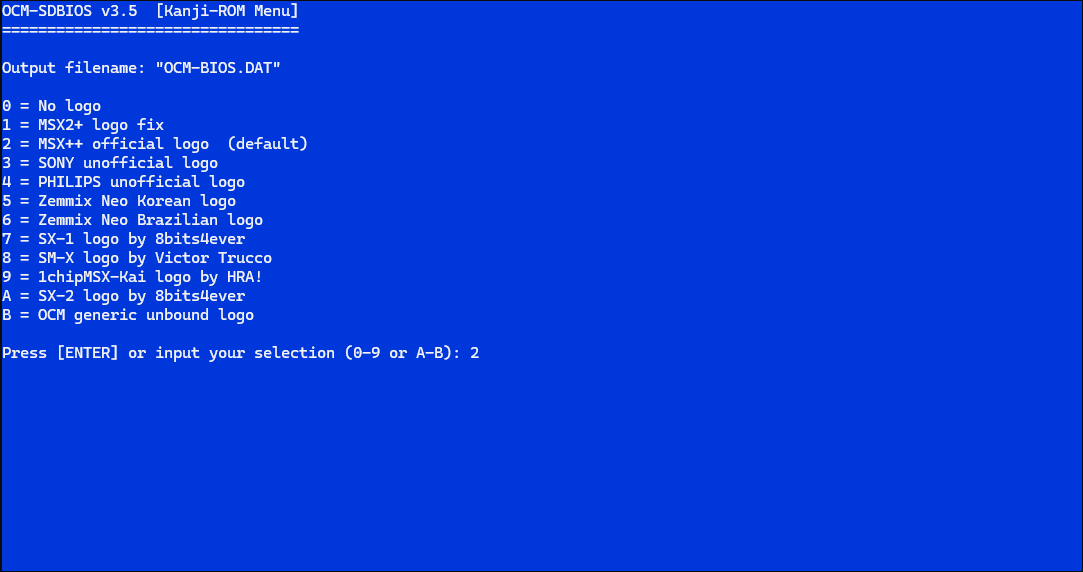 OCM-SDBIOS v3.5  [Kanji-ROM Menu]
=================================
Output filename: "OCM-BIOS.DAT"
0 = No logo
1 = MSX2+ logo fix
2 = MSX++ official logo  (default)
3 = SONY unofficial logo
4 = PHILIPS unofficial logo
5 = Zemmix Neo Korean logo
6 = Zemmix Neo Brazilian logo
7 = SX-1 logo by 8bits4ever
8 = SM-X logo by Victor Trucco
9 = 1chipMSX-Kai logo by HRA!
A = SX-2 logo by 8bits4ever
B = OCM generic unbound logo
Press [ENTER] or input your selection (0-9 or A-B): 2